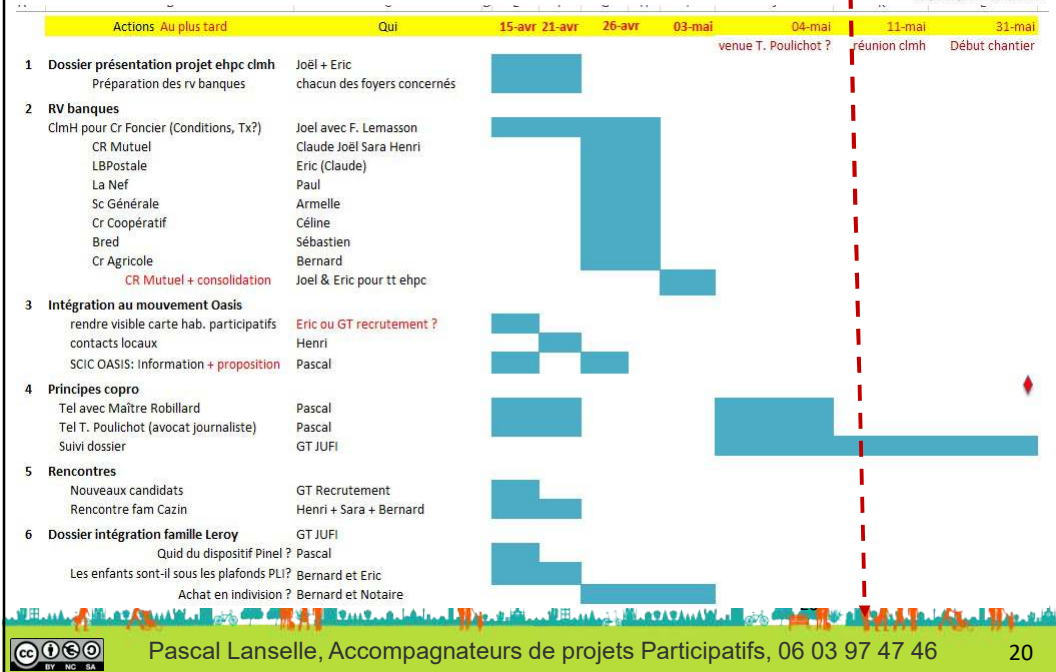 Actions Au plus tard Qui 15-avr 21-avr 26-avr 03-mai 04-mai 11-mai 31-mai
venue T. Poulichot ? réunion clmh Début chantier
1 Dossier présentation projet ehpc clmh Joël + Eric
Préparation des rv banques chacun des foyers concernés
2 RV banques
ClmH pour Cr Foncier (Conditions, Tx?) Joel avec F. Lemasson
CR Mutuel Claude Joël Sara Henri
LBPostale Eric (Claude)
La Nef Paul
Sc Générale Armelle
Cr Coopératif Céline
Bred Sébastien
Cr Agricole Bernard
CR Mutuel + consolidation Joel & Eric pour tt ehpc
3 Intégration au mouvement Oasis
rendre visible carte hab. participatifs Eric ou GT recrutement ?
contacts locaux Henri
SCIC OASIS: Information + proposition Pascal
4 Principes copro
Tel avec Maître Robillard Pascal
Tel T. Poulichot (avocat journaliste) Pascal
Suivi dossier GT JUFI
5 Rencontres
Nouveaux candidats GT Recrutement
Rencontre fam Cazin Henri + Sara + Bernard
6 Dossier intégration famille Leroy GT JUFI
Quid du dispositif Pinel ? Pascal
Les enfants sont-il sous les plafonds PLI? Bernard et Eric
Achat en indivision ? Bernard et Notaire
cc BY NC SA
Pascal Lanselle, Accompagnateurs de projets Participatifs, 06 03 97 47 46 20